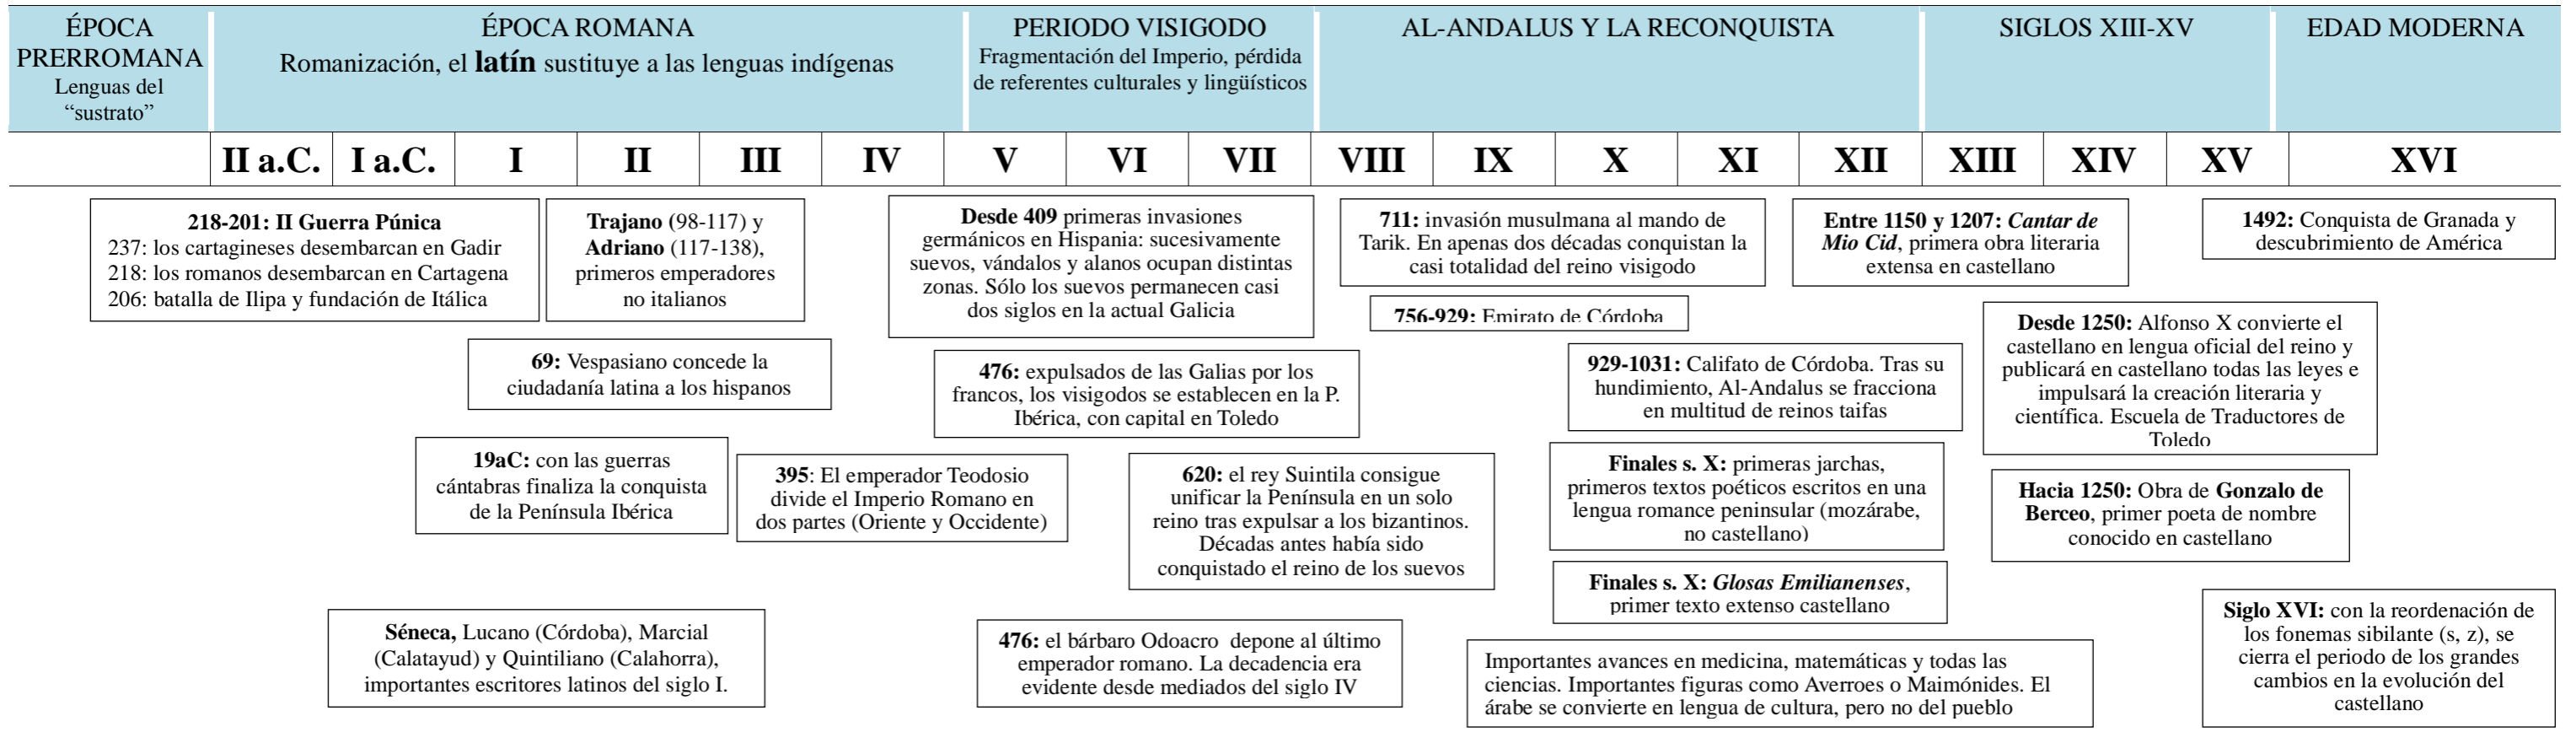 ÉPOCA
PRERROMANA
Lenguas del
“sustrato”
ÉPOCA ROMANA
Romanización, el latín sustituye a las lenguas indígenas
PERIODO VISIGODO
Fragmentación del Imperio, pérdida
de referentes culturales y lingüísticos
AL-ANDALUS Y LA RECONQUISTA
SIGLOS XIII-XV
EDAD MODERNA
II a.C. I a.C. I II III IV V VI VII VIII IX X XI XII XIII XIV XV XVI
218-201: II Guerra Púnica
237: los cartagineses desembarcan en Gadir
218: los romanos desembarcan en Cartagena
206: batalla de Ilipa y fundación de Itálica
Trajano (98-117) y
Adriano (117-138),
primeros emperadores
no italianos
Desde 409 primeras invasiones
germánicos en Hispania: sucesivamente
suevos, vándalos y alanos ocupan distintas
zonas. Sólo los suevos permanecen casi
dos siglos en la actual Galicia
711: invasión musulmana al mando de
Tarik. En apenas dos décadas conquistan la
casi totalidad del reino visigodo
Entre 1150 y 1207: Cantar de
Mio Cid, primera obra literaria
extensa en castellano
1492: Conquista de Granada y
descubrimiento de América
756-929: Emirato de Córdoba
Desde 1250: Alfonso X convierte el
castellano en lengua oficial del reino y
publicará en castellano todas las leyes e
impulsará la creación literaria y
científica. Escuela de Traductores de
Toledo
69: Vespasiano concede la
ciudadanía latina a los hispanos
476: expulsados de las Galias por los
francos, los visigodos se establecen en la P.
Ibérica, con capital en Toledo
929-1031: Califato de Córdoba. Tras su
hundimiento, Al-Andalus se fracciona
en multitud de reinos taifas
19aC: con las guerras
cántabras finaliza la conquista
de la Península Ibérica
395: El emperador Teodosio
divide el Imperio Romano en
dos partes (Oriente y Occidente)
620: el rey Suintila consigue
unificar la Península en un solo
reino tras expulsar a los bizantinos.
Décadas antes había sido
conquistado el reino de los suevos
Finales s. X: primeras jarchas,
primeros textos poéticos escritos en una
lengua romance peninsular (mozárabe,
no castellano)
Hacia 1250: Obra de Gonzalo de
Berceo, primer poeta de nombre
conocido en castellano
Finales s. X: Glosas Emilianenses,
primer texto extenso castellano
Séneca, Lucano (Córdoba), Marcial
(Calatayud) y Quintiliano (Calahorra),
importantes escritores latinos del siglo I.
476: el bárbaro Odoacro depone al último
emperador romano. La decadencia era
evidente desde mediados del siglo IV
Importantes avances en medicina, matemáticas y todas las
ciencias. Importantes figuras como Averroes o Maimónides. El
árabe se convierte en lengua de cultura, pero no del pueblo
Siglo XVI: con la reordenación de
los fonemas sibilante (s, z), se
cierra el periodo de los grandes
cambios en la evolución del
castellano